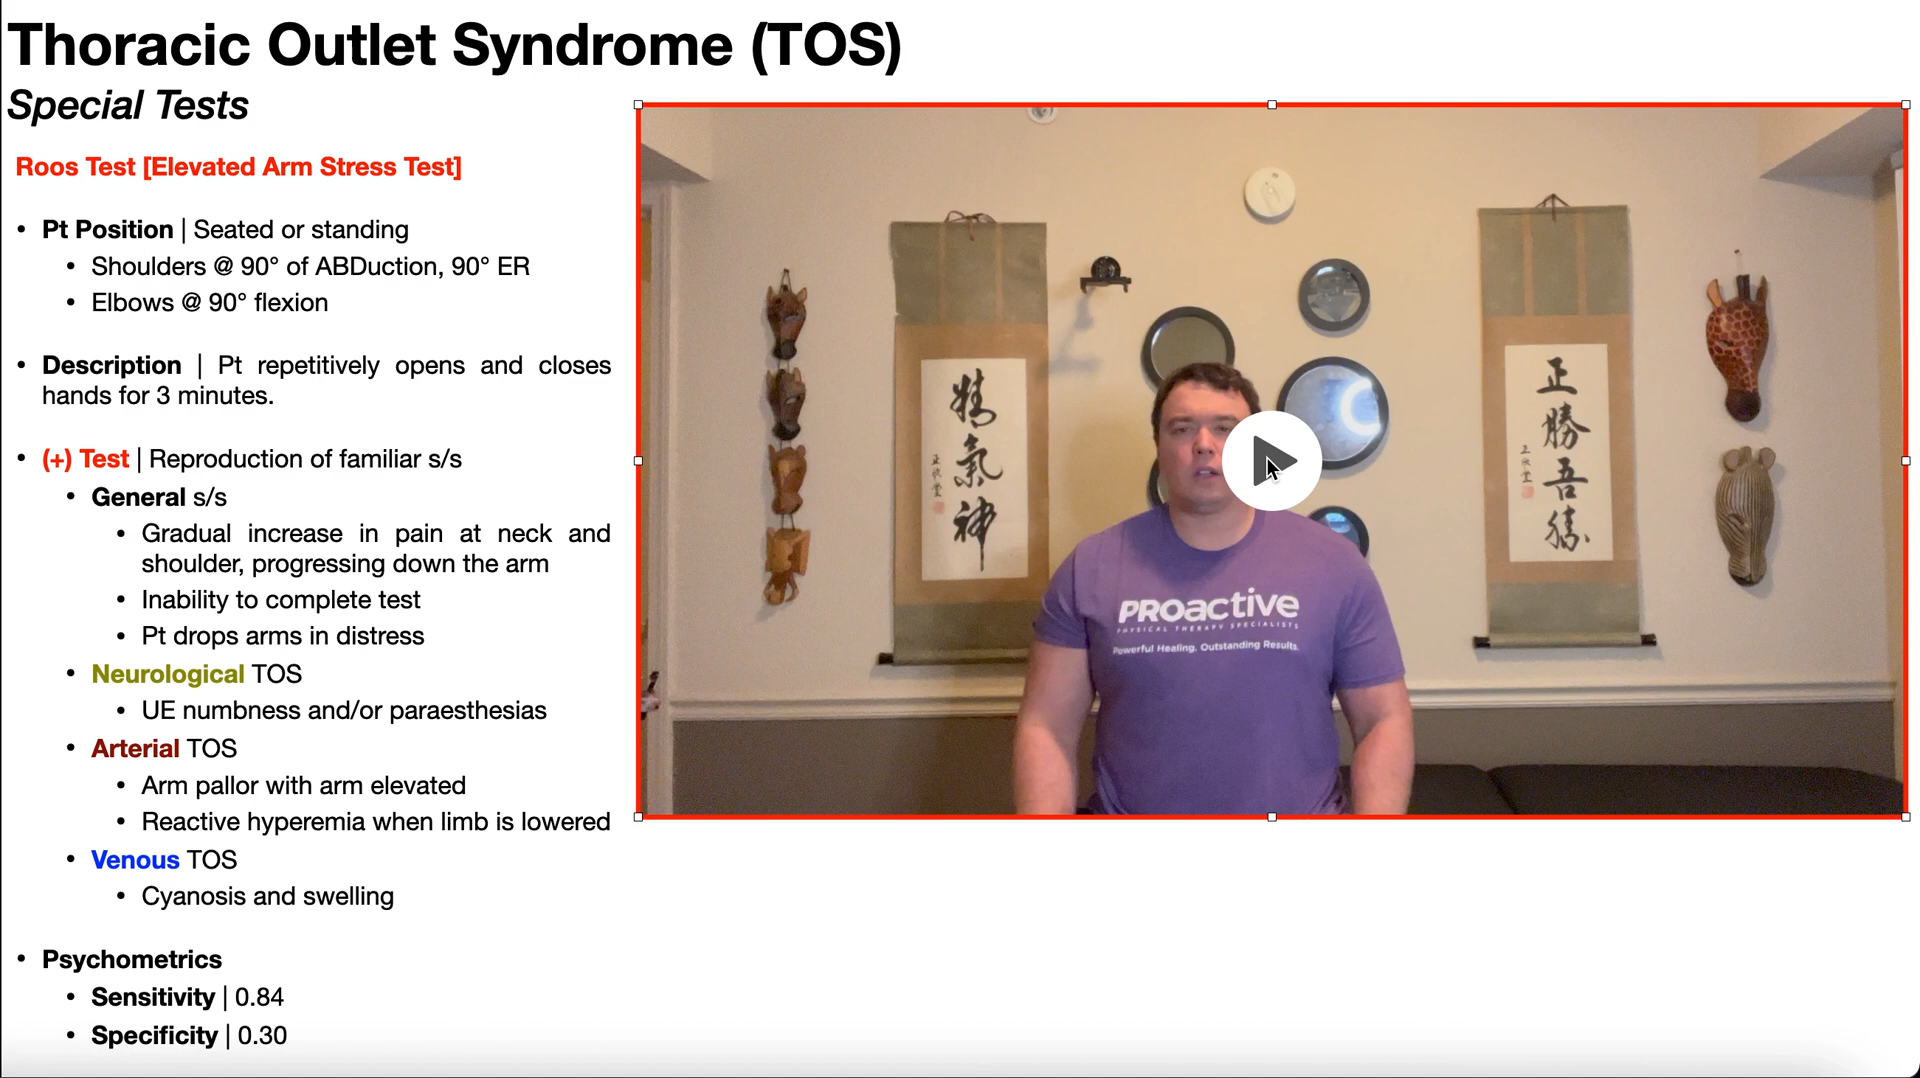 Thoracic Outlet Syndrome (TOS)
Special Tests
Roos Test [Elevated Arm Stress Test]
• Pt Position | Seated or standing
• Shoulders @ 90° of ABDuction, 90° ER
• Elbows @ 90° flexion
• Description | Pt repetitively opens and closes
hands for 3 minutes.
• (+) Test | Reproduction of familiar s/s
• General s/s
• Gradual increase in pain at neck and
shoulder, progressing down the arm
• Inability to complete test
• Pt drops arms in distress
• Neurological TOS
• UE numbness and/or paraesthesias
• Arterial TOS
• Arm pallor with arm elevated
• Reactive hyperemia when limb is lowered
• Venous TOS
• Cyanosis and swelling
• Psychometrics
• Sensitivity | 0.84
• Specificity | 0.30
精氣神
正勝吾勝
PROactive
PHYSICAL THERAPY SPECIALISTS
Powerful Healing. Outstanding Results.